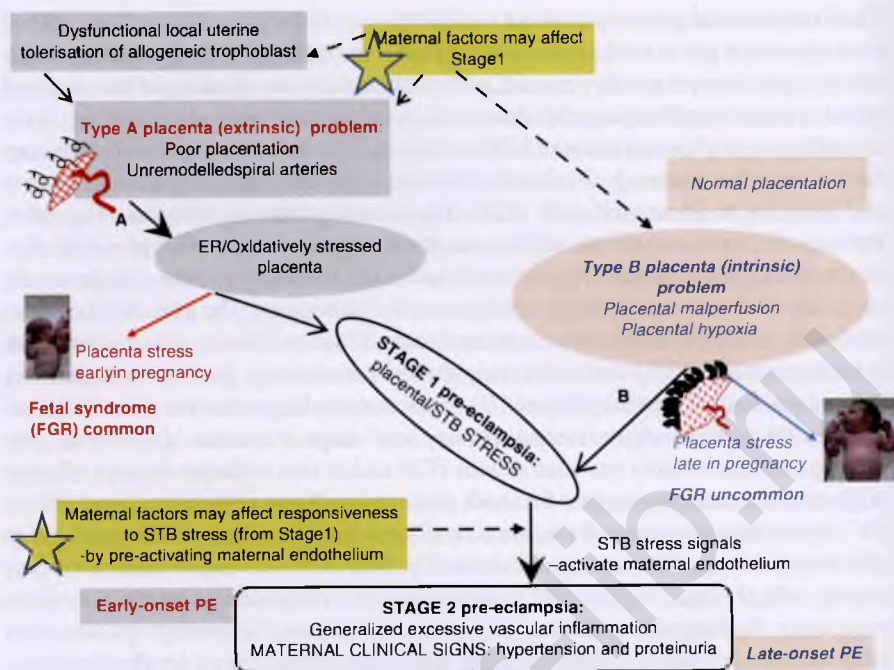 Dysfunctional local uterine
tolerisation of allogeneic trophoblast
Maternal factors may affect
Stage1
Type A placenta (extrinsic) problem:
Poor placentation
Unremodelledspiral arteries
A
Normal placentation
ER/Oxidatively stressed
placenta
Type B placenta (intrinsic)
problem
Placental malperfusion
Placental hypoxia
Placenta stress
earlyin pregnancy
Fetal syndrome
(FGR) common
STAGE 1 pre-eclampsia:
placental/STB STRESS
B
Placenta stress
late in pregnancy
FGR uncommon
Maternal factors may affect responsiveness
to STB stress (from Stage1)
-by pre-activating maternal endothelium
STB stress signals
–activate maternal endothelium
Early-onset PE
STAGE 2 pre-eclampsia:
Generalized excessive vascular inflammation
MATERNAL CLINICAL SIGNS: hypertension and proteinuria
Late-onset PE
-lib.ru